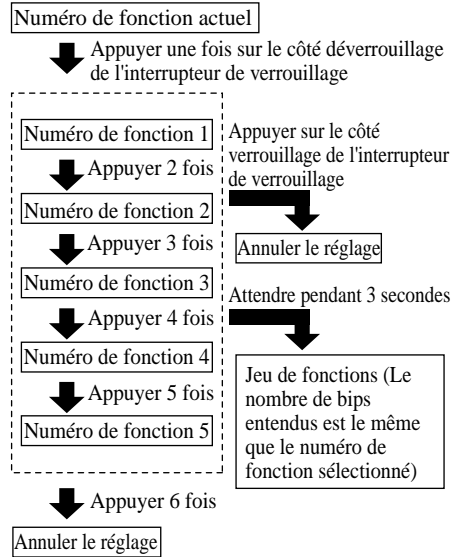 Numéro de fonction actuel
Appuyer une fois sur le côté déverrouillage
de l'interrupteur de verrouillage
Numéro de fonction 1
Appuyer 2 fois
Numéro de fonction 2
Appuyer 3 fois
Numéro de fonction 3
Appuyer 4 fois
Numéro de fonction 4
Appuyer 5 fois
Numéro de fonction 5
Appuyer sur le côté
verrouillage de l'interrupteur
de verrouillage
Annuler le réglage
Attendre pendant 3 secondes
Jeu de fonctions (Le
nombre de bips
entendus est le même
que le numéro de
fonction sélectionné)
Appuyer 6 fois
Annuler le réglage